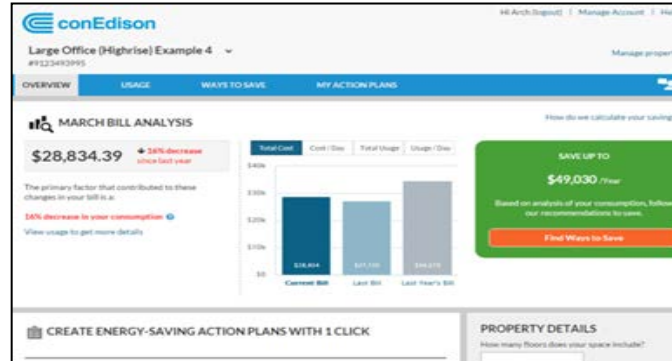 conEdison
Hi Arch (logout) | Manage Account |
Large Office (Highrise) Example 4
#9123493995
Manage proper
OVERVIEW USAGE WAYS TO SAVE MY ACTION PLANS
MARCH BILL ANALYSIS
How do we calculate your saving
$28,834.39
16% decrease
since last year
Total Cost Cost / Day Total Usage Usage / Day
The primary factor that contributed to these
changes in your bill is a:
16% decrease in your consumption
View usage to get more details
$40k
$30k
$20k
$10k
$0
Current Bill Last Bill Last Year's Bill
SAVE UP TO
$49,030 /Year
Based on analysis of your consumption, follow
our recommendations to save.
Find Ways to Save
CREATE ENERGY-SAVING ACTION PLANS WITH 1 CLICK
PROPERTY DETAILS
How many floors does your space include?